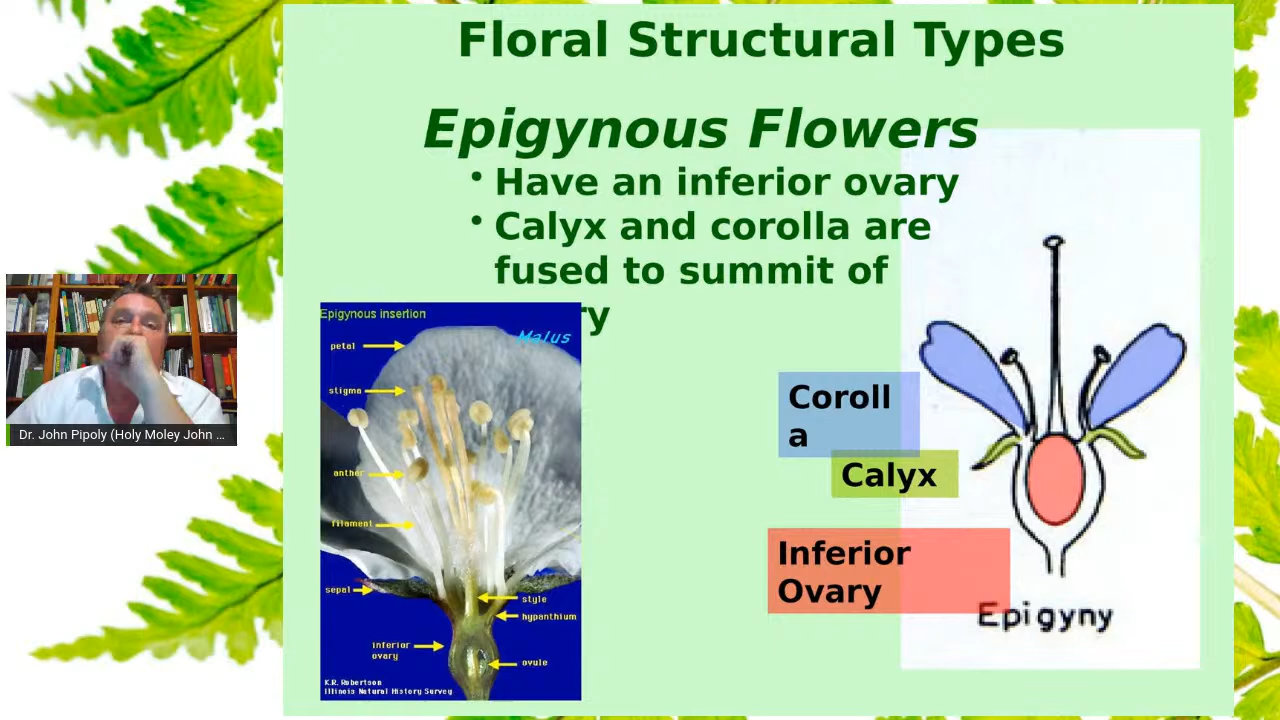 Floral Structural Types
Epigynous Flowers
• Have an inferior ovary
• Calyx and corolla are
fused to summit of
ry
Epigynous insertion
Malus
petal
stigma
anther
filament
sepal
style
hypanthium
inferior
ovary
ovule
K.R. Robertson
Illinois Natural History Survey
Coroll
a
Calyx
Inferior
Ovary
Epigyny
Dr. John Pipoly (Holy Moley John ...